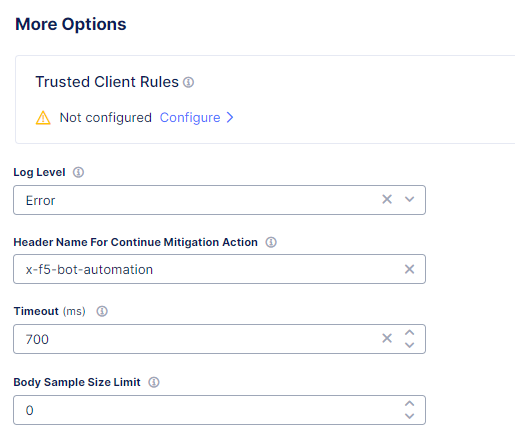 More Options
Trusted Client Rules
Not configured Configure
Log Level
Error
Header Name For Continue Mitigation Action
x-f5-bot-automation
Timeout (ms)
700
Body Sample Size Limit
0